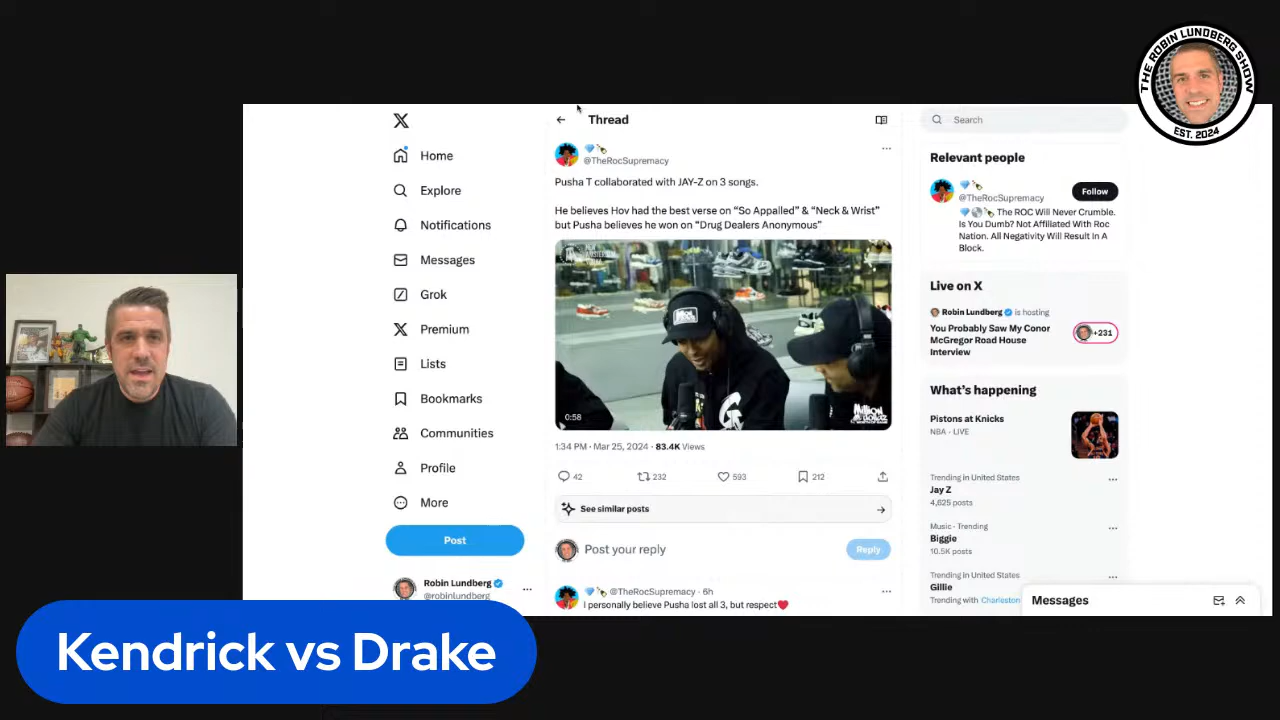 THE ROBIN LUNDBERG SHOW
EST. 2024
Thread
Search
Home
Explore
Notifications
Messages
Grok
Premium
Lists
Bookmarks
Communities
Profile
More
Post
Robin Lundberg
@robinlundberg
@TheRocSupremacy
Pusha T collaborated with JAY-Z on 3 songs.
He believes Hov had the best verse on “So Appalled” & “Neck & Wrist”
but Pusha believes he won on “Drug Dealers Anonymous”
0:58
MILLION
DOLLAZ
WORTH OF GAME
1:34 PM · Mar 25, 2024 · 83.4K Views
42
232
593
212
See similar posts
Post your reply
Reply
@TheRocSupremacy · 6h
I personally believe Pusha lost all 3, but respect❤️
Relevant people
@TheRocSupremacy
Follow
The ROC Will Never Crumble.
Is You Dumb? Not Affiliated With Roc
Nation. All Negativity Will Result In A
Block.
Live on X
Robin Lundberg is hosting
You Probably Saw My Conor
McGregor Road House
Interview
+231
What’s happening
Pistons at Knicks
NBA · LIVE
Trending in United States
Jay Z
4,625 posts
Music · Trending
Biggie
10.5K posts
Trending in United States
Gillie
Trending with Charleston
Messages
Kendrick vs Drake